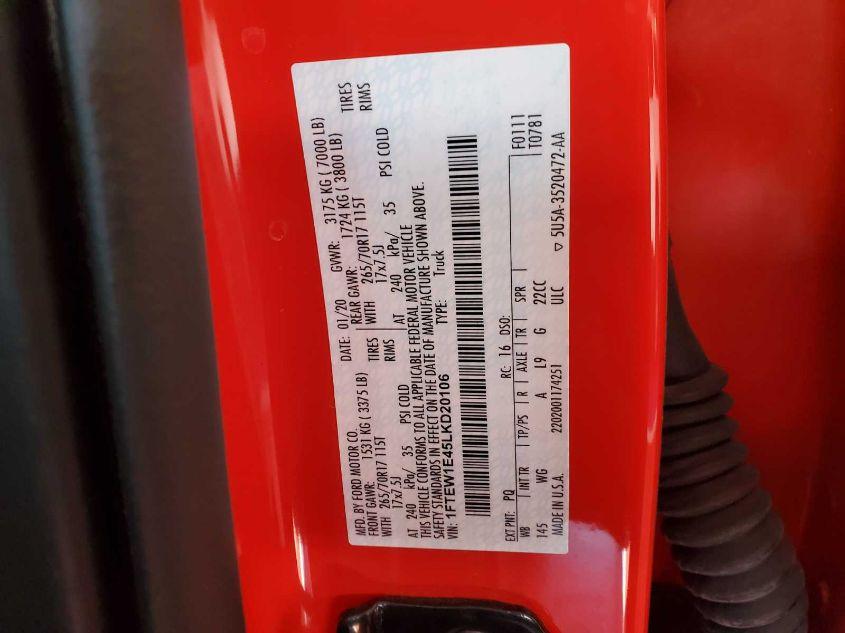 MFD. BY FORD MOTOR CO.
DATE: 01/20 GVWR: 3175 KG ( 7000 LB)
FRONT GAWR: 1531 KG ( 3375 LB) REAR GAWR: 1724 KG ( 3800 LB)
WITH 265/70R17 115T TIRES WITH 265/70R17 115T TIRES
17x7.5J RIMS 17x7.5J RIMS
AT 240 kPa/ 35 PSI COLD AT 240 kPa/ 35 PSI COLD
THIS VEHICLE CONFORMS TO ALL APPLICABLE FEDERAL MOTOR VEHICLE
SAFETY STANDARDS IN EFFECT ON THE DATE OF MANUFACTURE SHOWN ABOVE.
VIN: 1FTEW1E45LKD20106 TYPE: Truck
EXT PNT: PQ RC: 16 DSO: F0111
WB INT TR TP/PS R AXLE TR SPR T0781
145 WG A L9 G 22CC
MADE IN U.S.A. 2202001174251 ULC ▽ 5U5A-3520472-AA